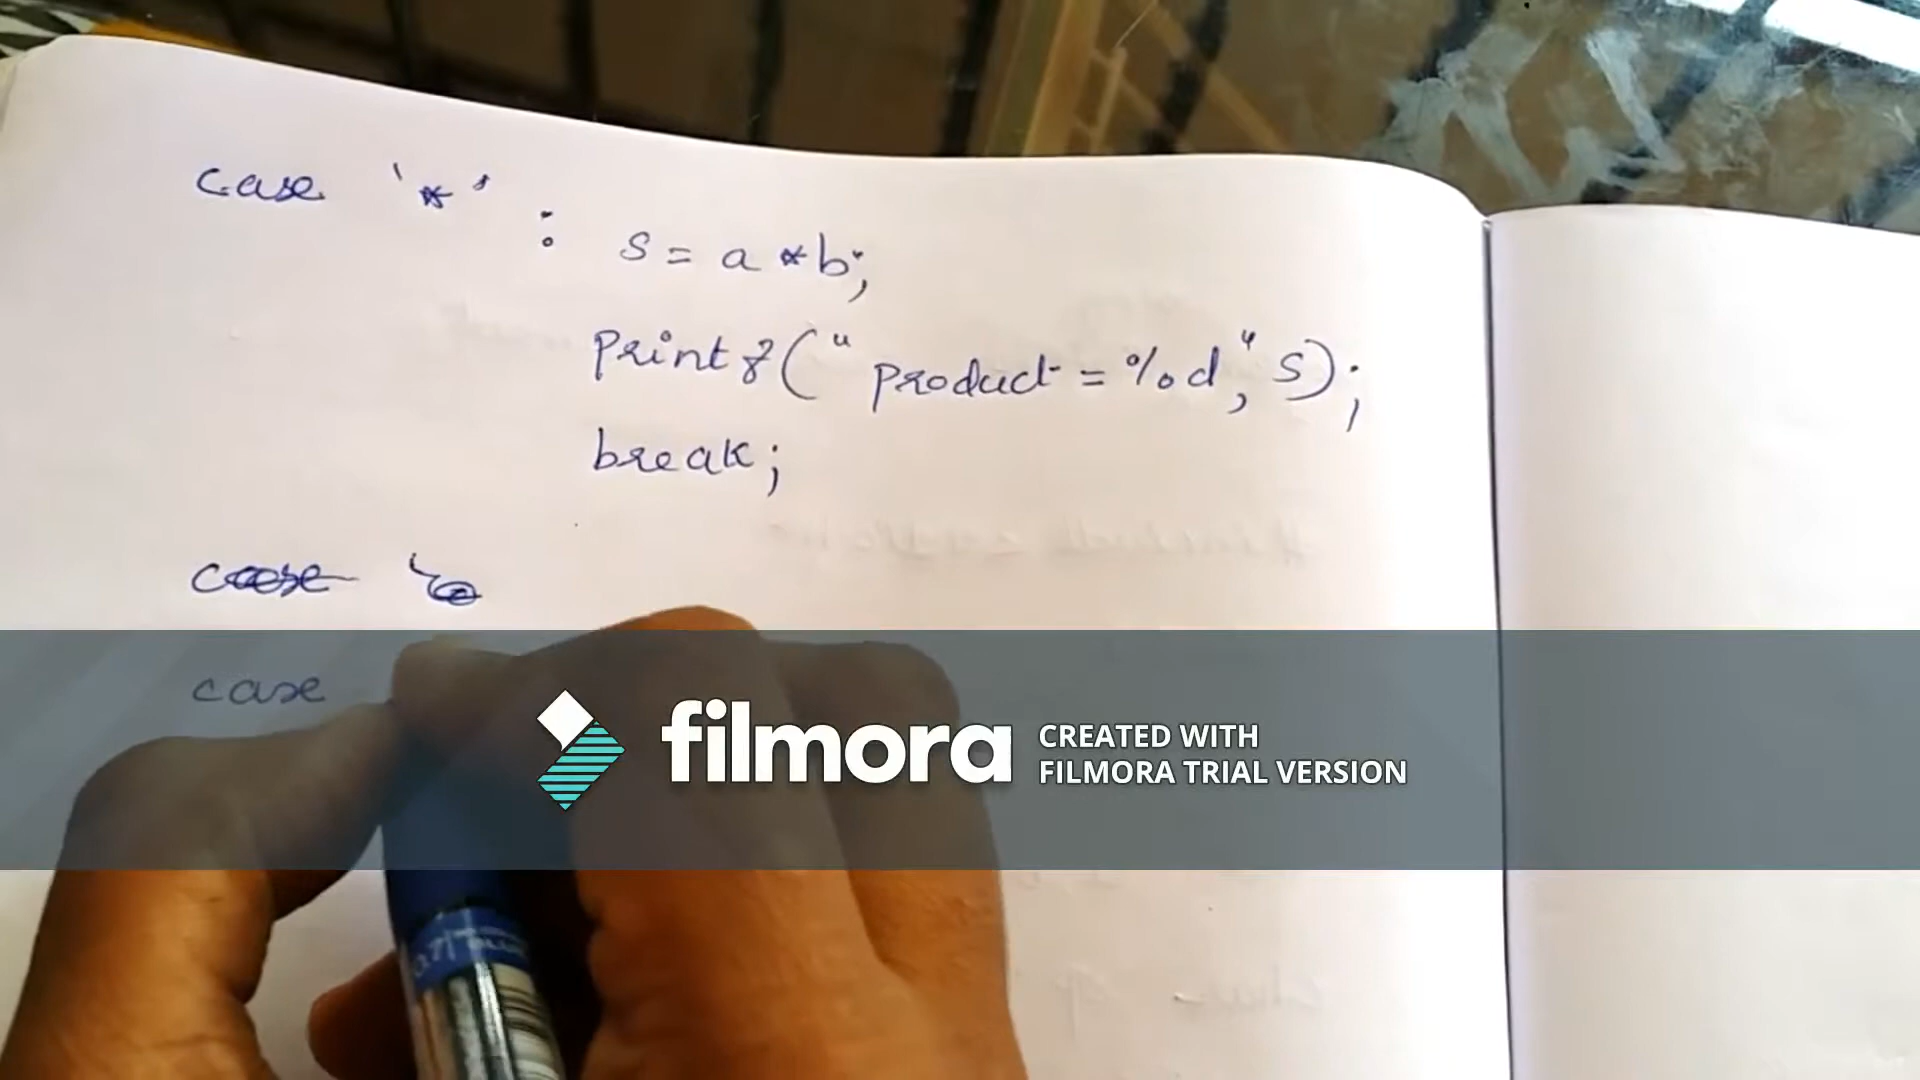 case '*' : s = a * b;
printf("product = %d," s);
break;
case
case
filmora
CREATED WITH
FILMORA TRIAL VERSION